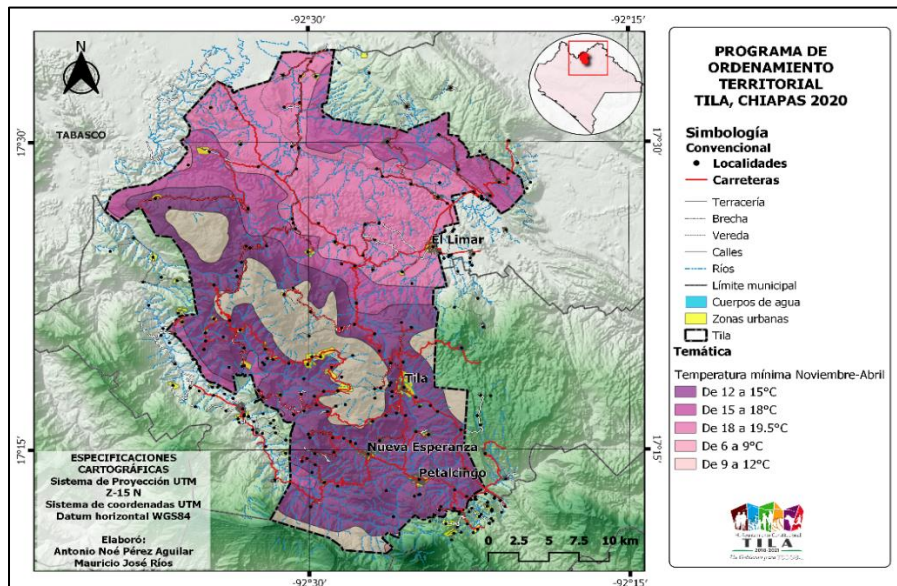 -92°30'
-92°15'
N
TABASCO
17°30'
17°30'
El Limar
Tila
Nueva Esperanza
Petalcingo
17°15'
17°15'
ESPECIFICACIONES
CARTOGRÁFICAS
Sistema de Proyección UTM
Z-15 N
Sistema de coordenadas UTM
Datum horizontal WGS84
Elaboró:
Antonio Noé Pérez Aguilar
Mauricio José Ríos
0 2.5 5 7.5 10 km
-92°30'
-92°15'
PROGRAMA DE
ORDENAMIENTO
TERRITORIAL
TILA, CHIAPAS 2020
Simbología
Convencional
Localidades
Carreteras
Terracería
Brecha
Vereda
Calles
Ríos
Límite municipal
Cuerpos de agua
Zonas urbanas
Tila
Temática
Temperatura mínima Noviembre-Abril
De 12 a 15°C
De 15 a 18°C
De 18 a 19.5°C
De 6 a 9°C
De 9 a 12°C
TILA
2018-2021